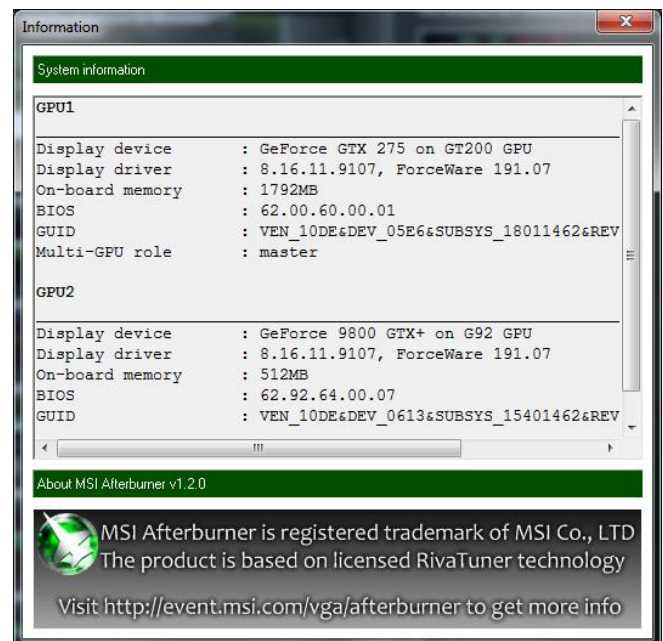 Information
System information
GPU1
Display device : GeForce GTX 275 on GT200 GPU
Display driver : 8.16.11.9107, ForceWare 191.07
On-board memory : 1792MB
BIOS : 62.00.60.00.01
GUID : VEN_10DE&DEV_05E6&SUBSYS_18011462&REV
Multi-GPU role : master
GPU2
Display device : GeForce 9800 GTX+ on G92 GPU
Display driver : 8.16.11.9107, ForceWare 191.07
On-board memory : 512MB
BIOS : 62.92.64.00.07
GUID : VEN_10DE&DEV_0613&SUBSYS_15401462&REV
About MSI Afterburner v1.2.0
MSI Afterburner is registered trademark of MSI Co., LTD
The product is based on licensed RivaTuner technology
Visit http://event.msi.com/vga/afterburner to get more info